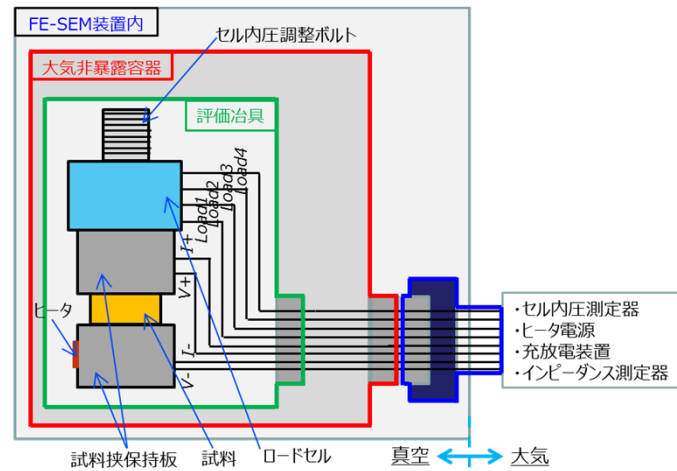 FE-SEM装置内
セル内圧調整ボルト
大気非暴露容器
評価冶具
Load4
Load3
Load2
Load1
I+
V+
ヒータ
I-
V-
・セル内圧測定器
・ヒータ電源
・充放電装置
・インピーダンス測定器
試料挟保持板
試料
ロードセル
真空
大気